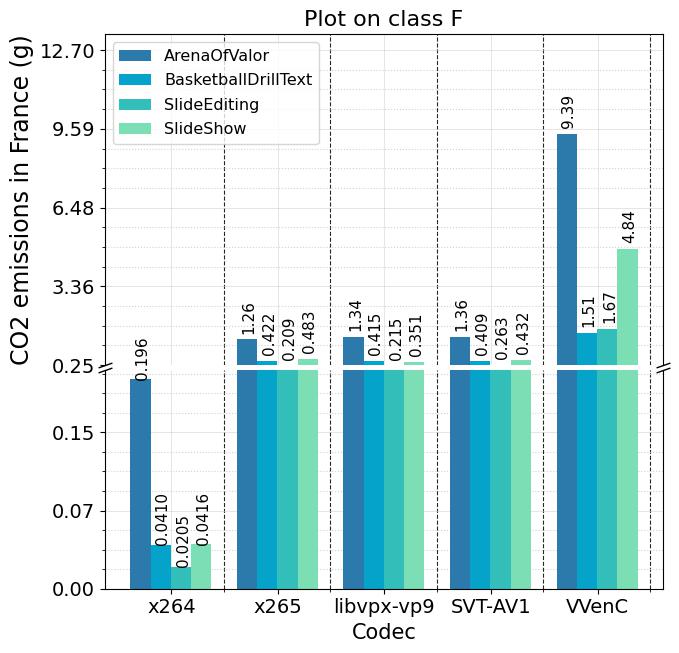 Plot on class F
CO2 emissions in France (g)
12.70
9.59
6.48
3.36
0.25
0.15
0.07
0.00
ArenaOfValor
BasketballDrillText
SlideEditing
SlideShow
0.196
0.0410
0.0205
0.0416
1.26
0.422
0.209
0.483
1.34
0.415
0.215
0.351
1.36
0.409
0.263
0.432
9.39
1.51
1.67
4.84
x264
x265
libvpx-vp9
SVT-AV1
VVenC
Codec